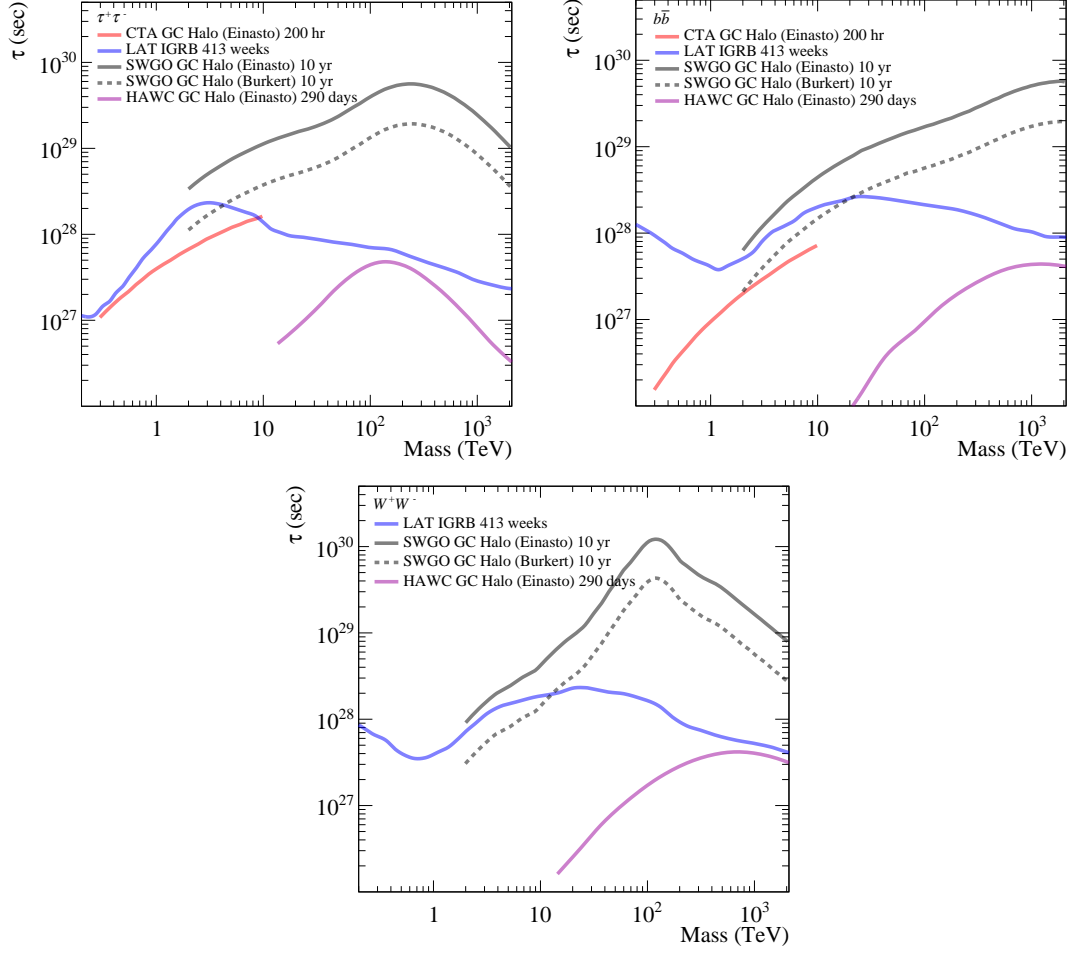 τ⁺τ⁻
CTA GC Halo (Einasto) 200 hr
LAT IGRB 413 weeks
SWGO GC Halo (Einasto) 10 yr
SWGO GC Halo (Burkert) 10 yr
HAWC GC Halo (Einasto) 290 days
τ (sec)
10³⁰
10²⁹
10²⁸
10²⁷
1 10 10² 10³
Mass (TeV)
bb̅
CTA GC Halo (Einasto) 200 hr
LAT IGRB 413 weeks
SWGO GC Halo (Einasto) 10 yr
SWGO GC Halo (Burkert) 10 yr
HAWC GC Halo (Einasto) 290 days
τ (sec)
10³⁰
10²⁹
10²⁸
10²⁷
1 10 10² 10³
Mass (TeV)
W⁺W⁻
LAT IGRB 413 weeks
SWGO GC Halo (Einasto) 10 yr
SWGO GC Halo (Burkert) 10 yr
HAWC GC Halo (Einasto) 290 days
τ (sec)
10³⁰
10²⁹
10²⁸
10²⁷
1 10 10² 10³
Mass (TeV)